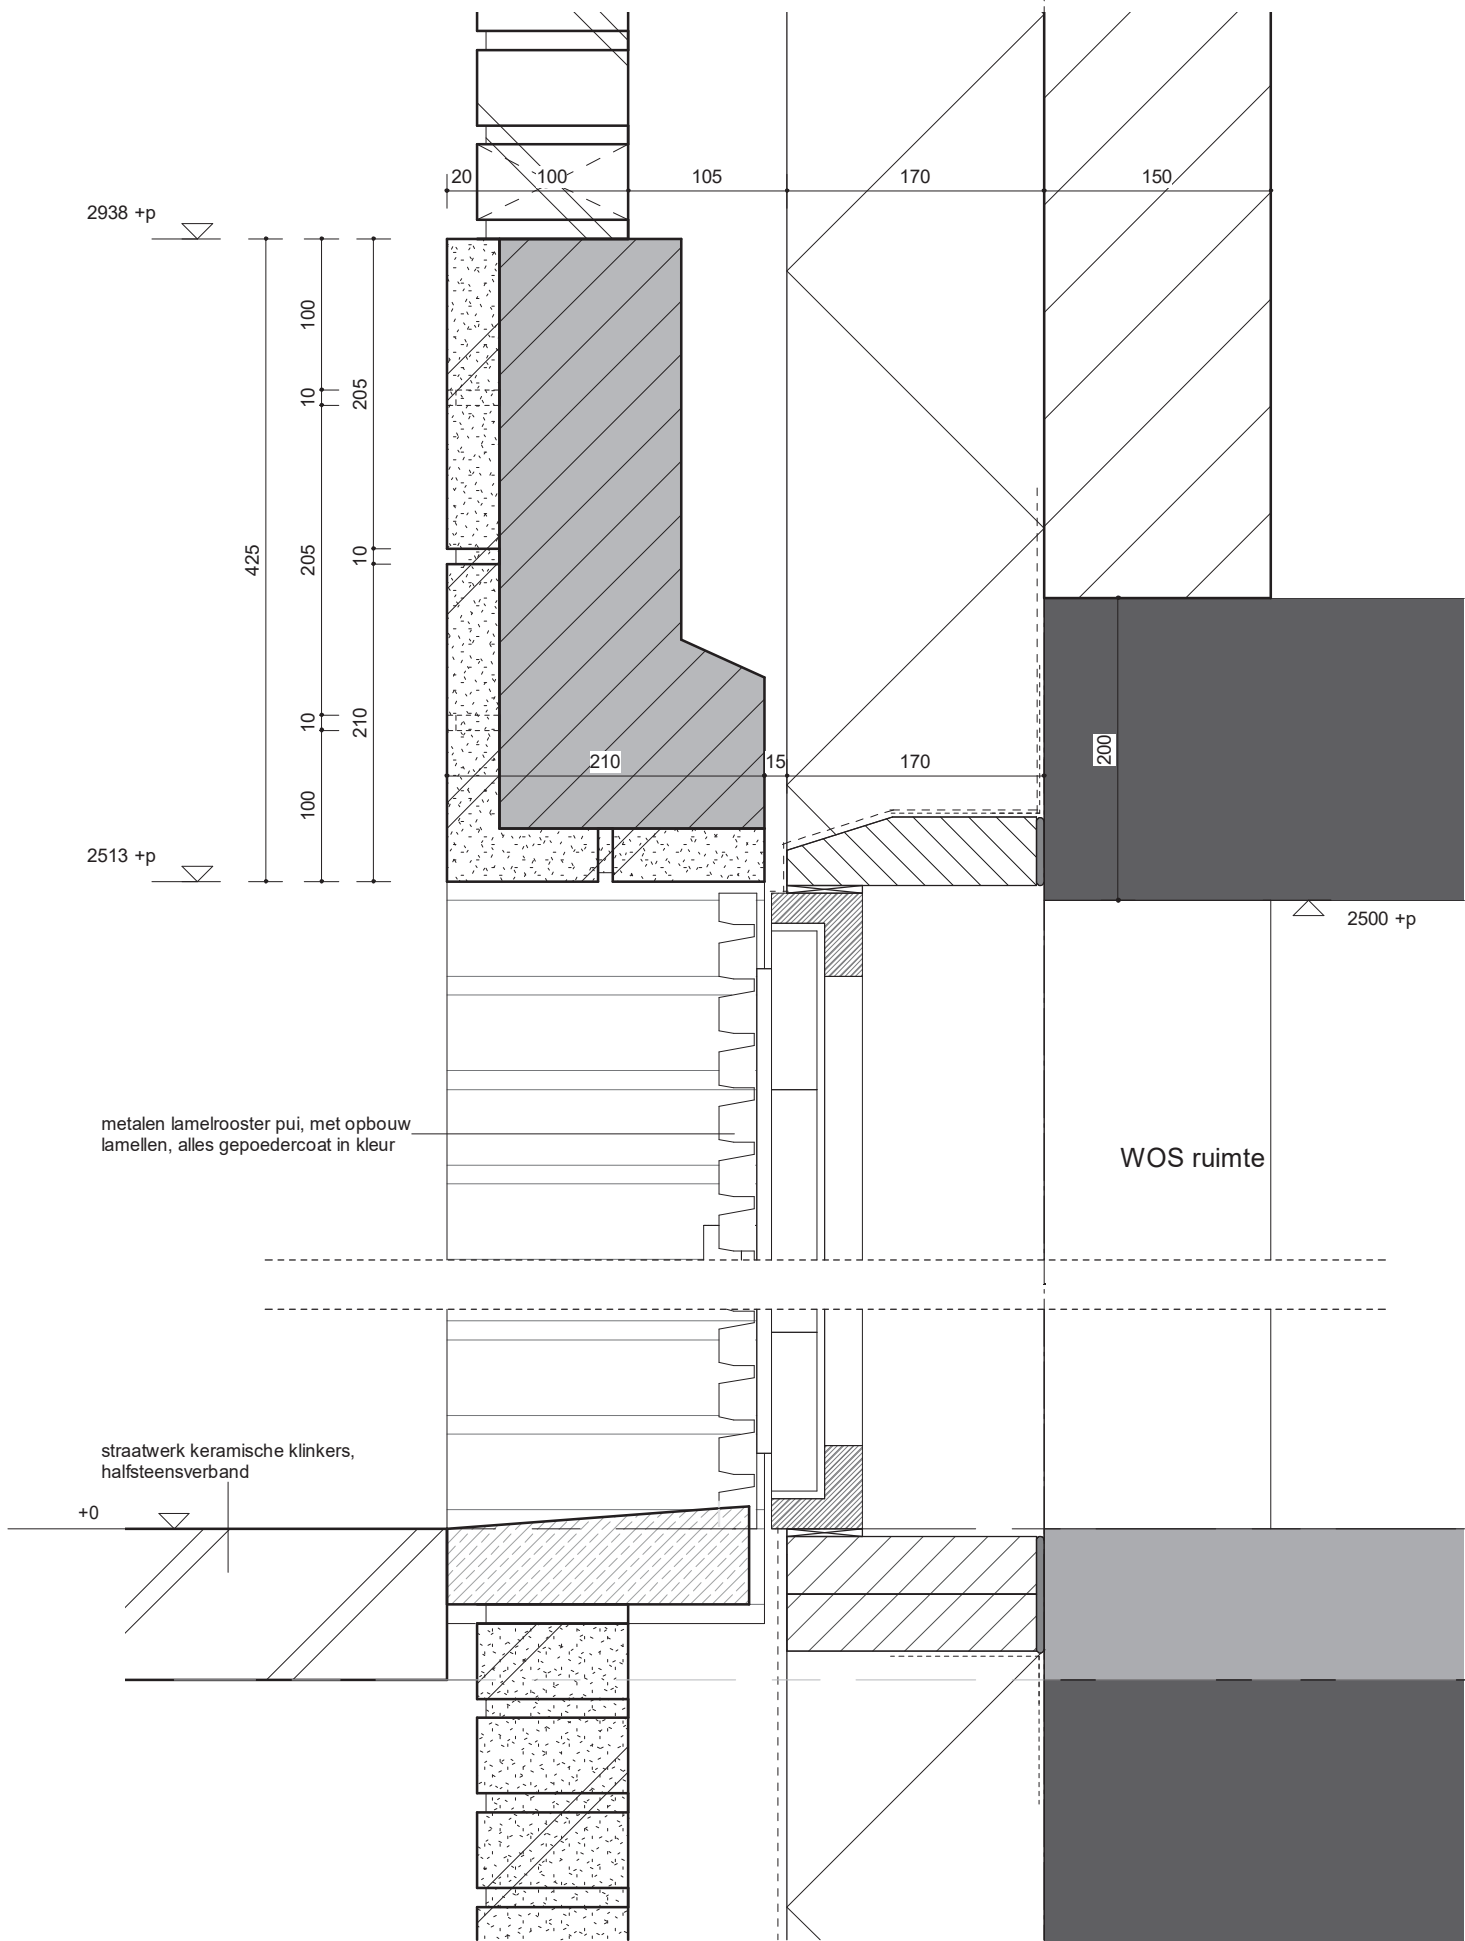 20
100
105
170
150
2938 +p
100
10
205
425
205
10
10
210
100
210
15
170
200
2513 +p
2500 +p
metalen lamelrooster pui, met opbouw
lamellen, alles gepoedercoat in kleur
WOS ruimte
straatwerk keramische klinkers,
halfsteensverband
+0